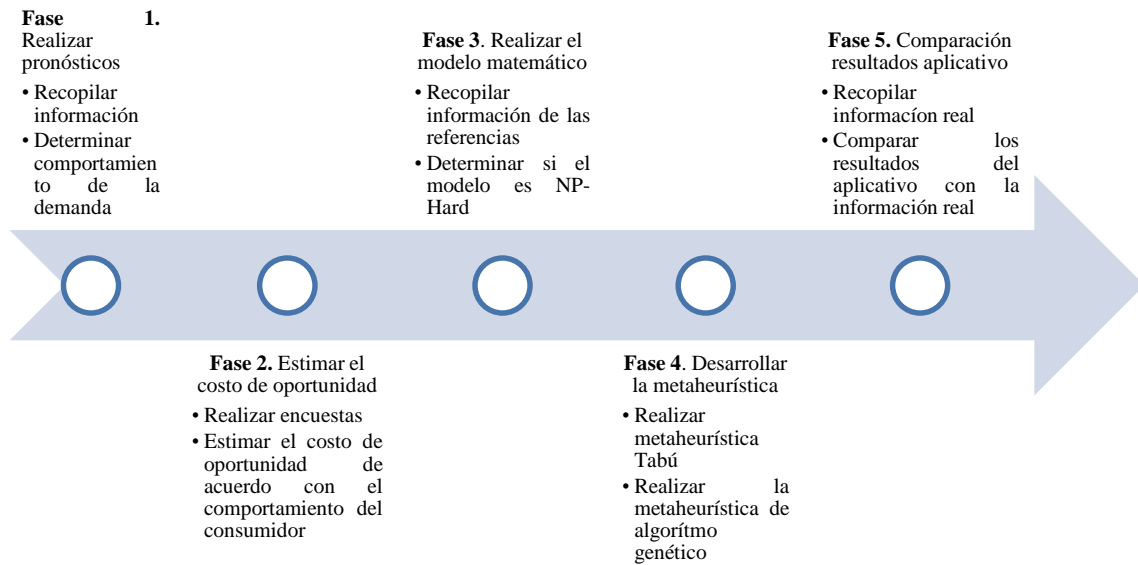 Fase 1.
Realizar
pronósticos
• Recopilar
información
• Determinar
comportamien
to de la
demanda
Fase 2. Estimar el
costo de oportunidad
• Realizar encuestas
• Estimar el costo de
oportunidad de
acuerdo con el
comportamiento del
consumidor
Fase 3. Realizar el
modelo matemático
• Recopilar
información de las
referencias
• Determinar si el
modelo es NP-
Hard
Fase 4. Desarrollar
la metaheurística
• Realizar
metaheurística
Tabú
• Realizar la
metaheurística de
algorítmo
genético
Fase 5. Comparación
resultados aplicativo
• Recopilar
informacíon real
• Comparar los
resultados del
aplicativo con la
información real